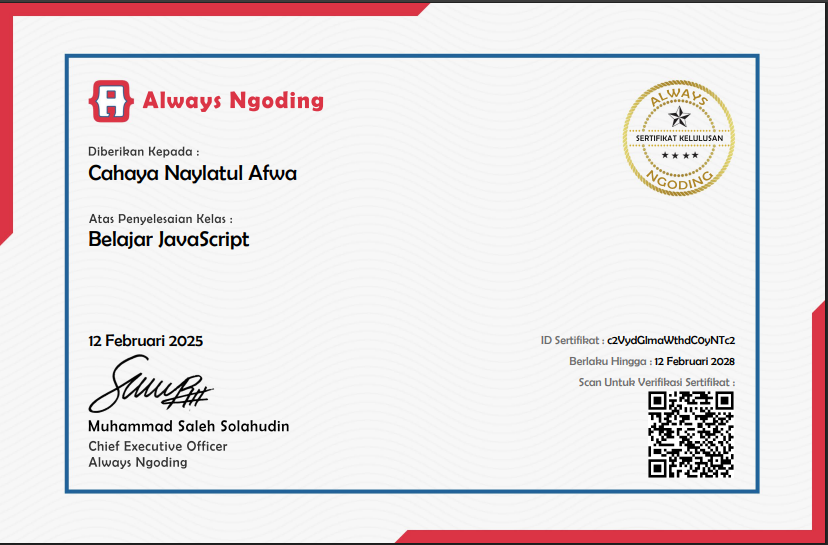 Always Ngoding
ALWAYS
SERTIFIKAT KELULUSAN
NGODING
Diberikan Kepada :
Cahaya Naylatul Afwa
Atas Penyelesaian Kelas :
Belajar JavaScript
12 Februari 2025
Muhammad Saleh Solahudin
Chief Executive Officer
Always Ngoding
ID Sertifikat : c2VydGlmaWthdC0yNTc2
Berlaku Hingga : 12 Februari 2028
Scan Untuk Verifikasi Sertifikat :